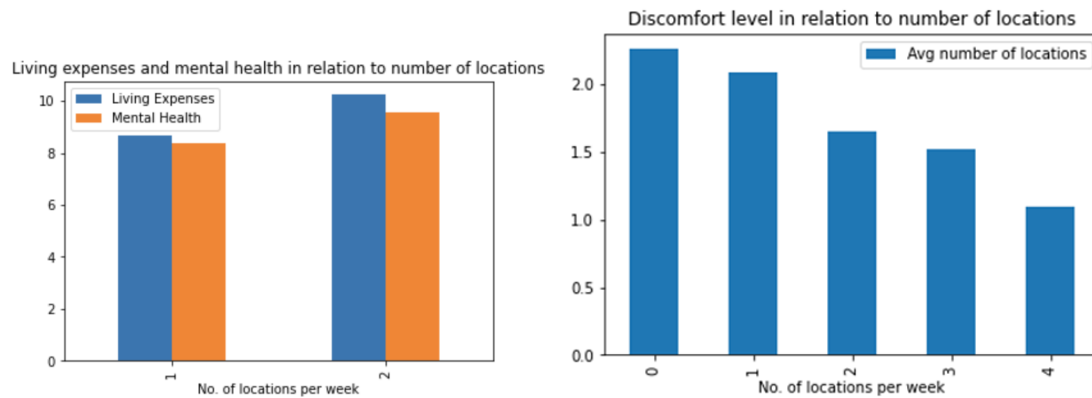 Living expenses and mental health in relation to number of locations
Living Expenses
Mental Health
10
8
6
4
2
0
1
2
No. of locations per week
Discomfort level in relation to number of locations
Avg number of locations
2.0
1.5
1.0
0.5
0.0
0
1
2
3
4
No. of locations per week